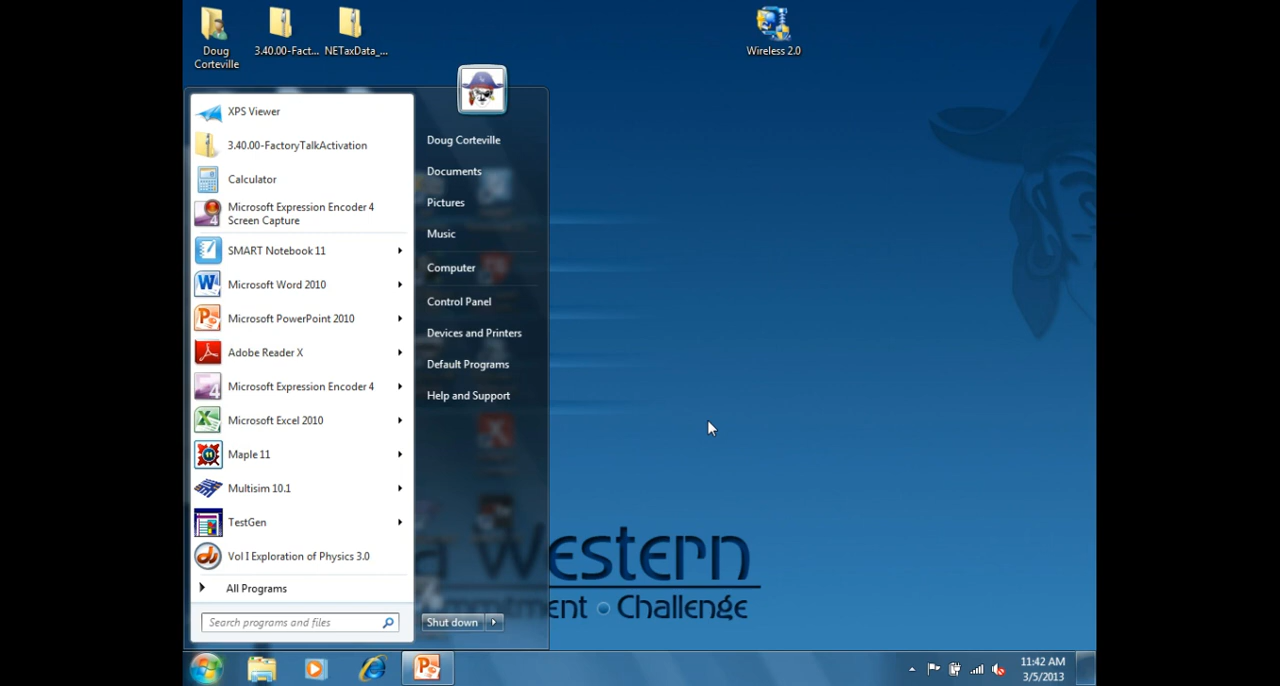 Doug
Corteville
3.40.00-Fact...
NETaxData_...
Wireless 2.0
XPS Viewer
3.40.00-FactoryTalkActivation
Calculator
Microsoft Expression Encoder 4
Screen Capture
SMART Notebook 11
Microsoft Word 2010
Microsoft PowerPoint 2010
Adobe Reader X
Microsoft Expression Encoder 4
Microsoft Excel 2010
Maple 11
Multisim 10.1
TestGen
Vol I Exploration of Physics 3.0
All Programs
Search programs and files
Doug Corteville
Documents
Pictures
Music
Computer
Control Panel
Devices and Printers
Default Programs
Help and Support
Shut down
Western
mitment • Challenge
11:42 AM
3/5/2013